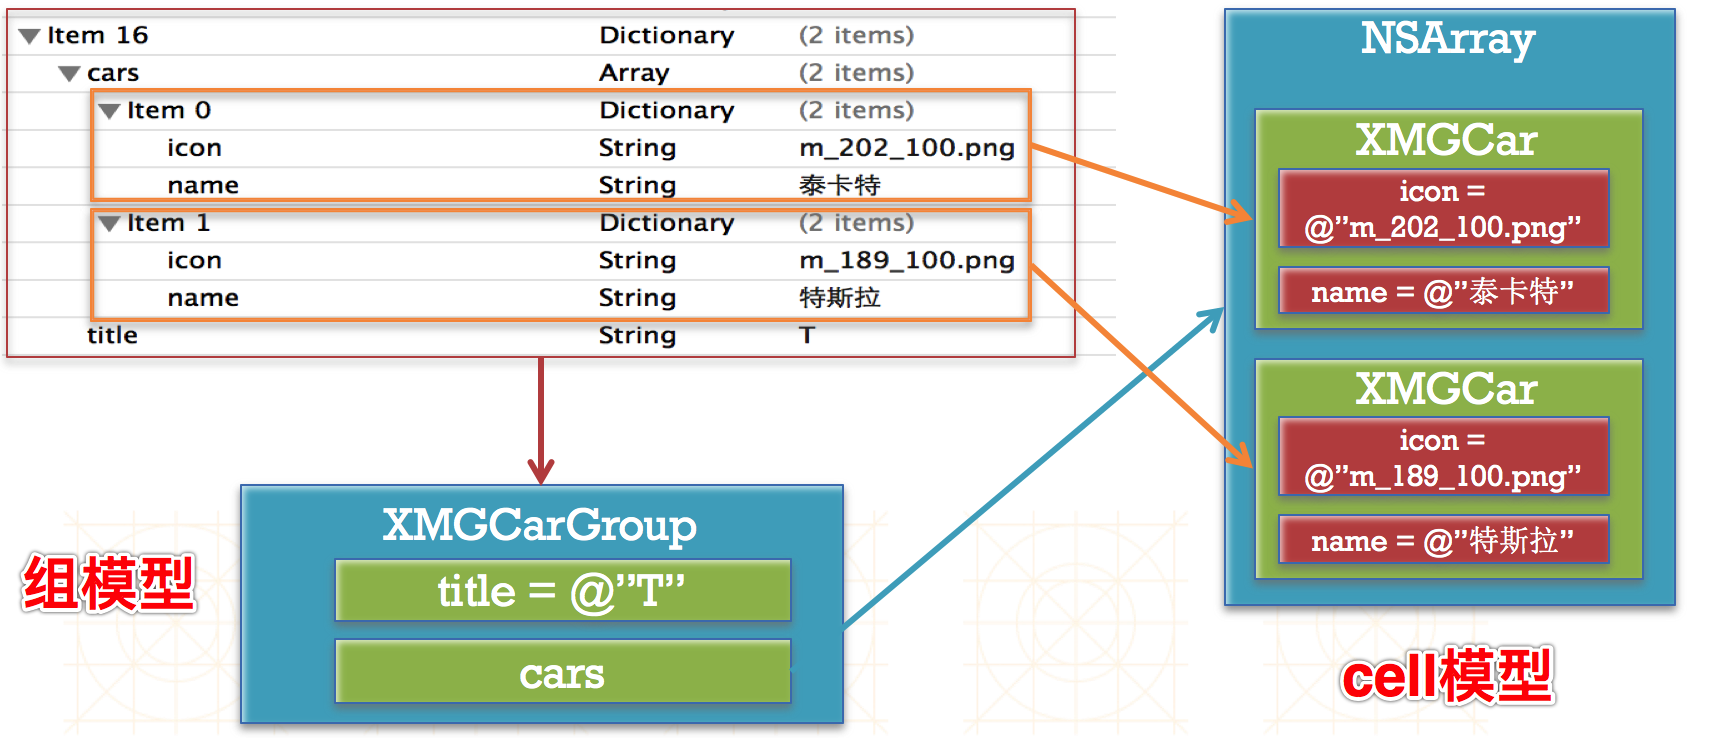 Item 16 Dictionary (2 items)
cars Array (2 items)
Item 0 Dictionary (2 items)
icon String m_202_100.png
name String 泰卡特
Item 1 Dictionary (2 items)
icon String m_189_100.png
name String 特斯拉
title String T
NSArray
XMGCar
icon =
@”m_202_100.png”
name = @”泰卡特”
XMGCar
icon =
@”m_189_100.png”
name = @”特斯拉”
cell模型
组模型
XMGCarGroup
title = @”T”
cars